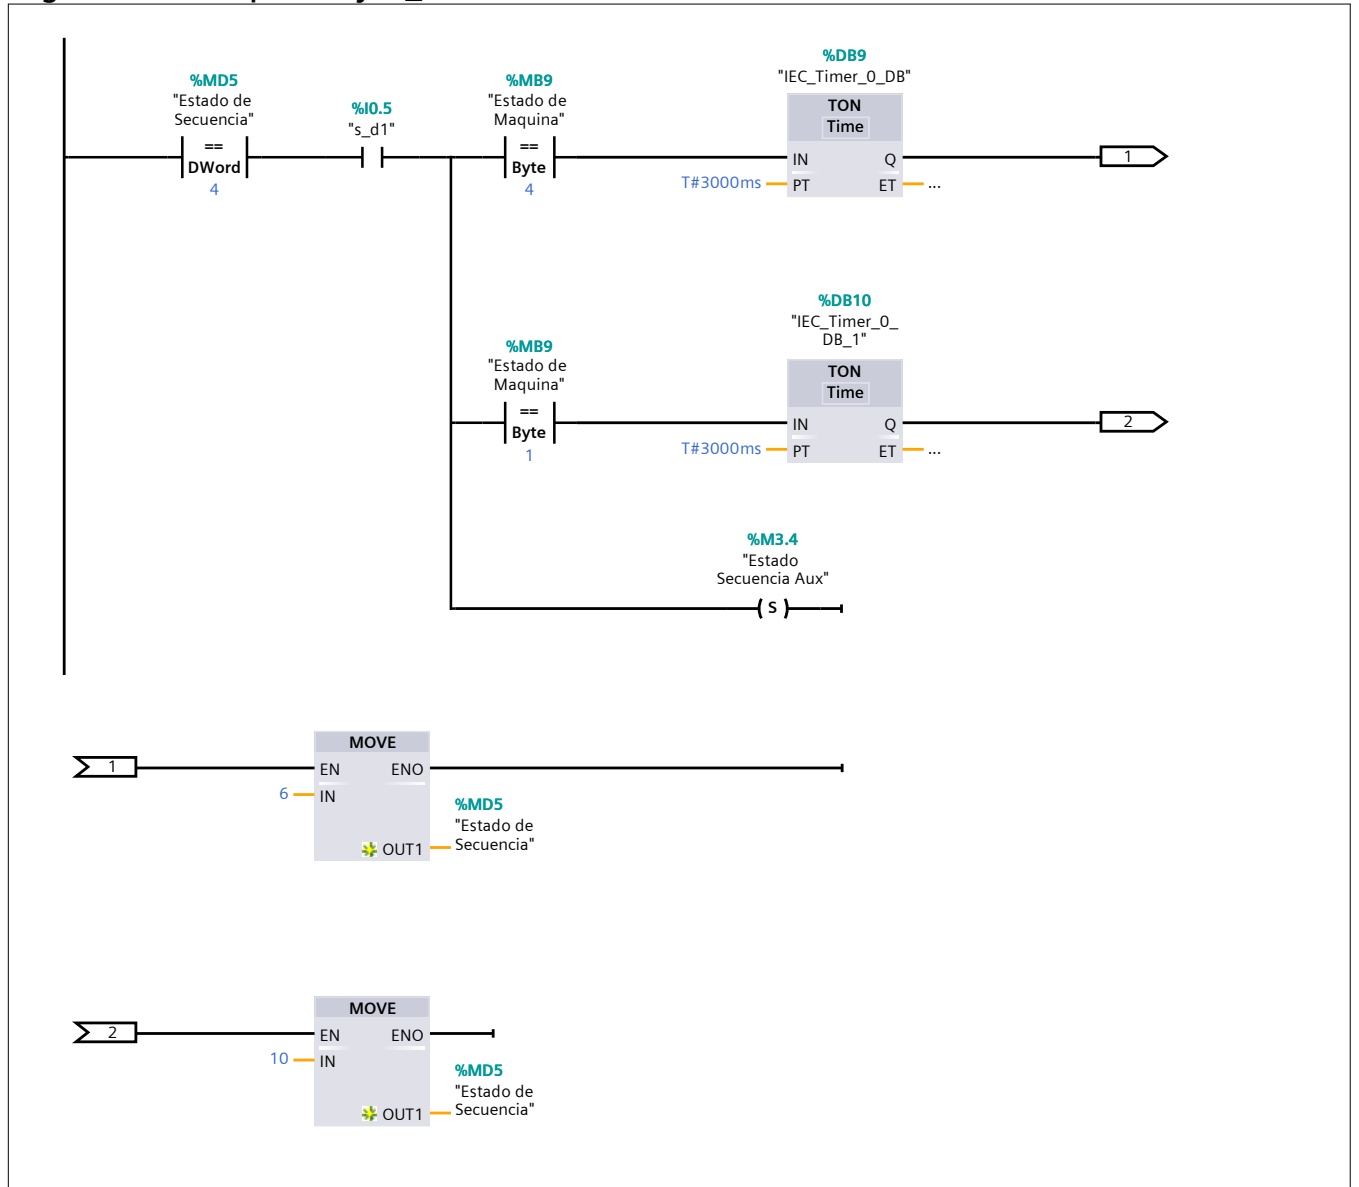 %MD5
"Estado de
Secuencia"
==
DWord
4
%I0.5
"s_d1"
%MB9
"Estado de
Maquina"
==
Byte
4
%DB9
"IEC_Timer_0_DB"
TON
Time
IN Q
T#3000ms PT ET ...
1
%MB9
"Estado de
Maquina"
==
Byte
1
%DB10
"IEC_Timer_0_
DB_1"
TON
Time
IN Q
T#3000ms PT ET ...
2
%M3.4
"Estado
Secuencia Aux"
S
1
MOVE
EN ENO
6 IN
OUT1
%MD5
"Estado de
Secuencia"
2
MOVE
EN ENO
10 IN
OUT1
%MD5
"Estado de
Secuencia"